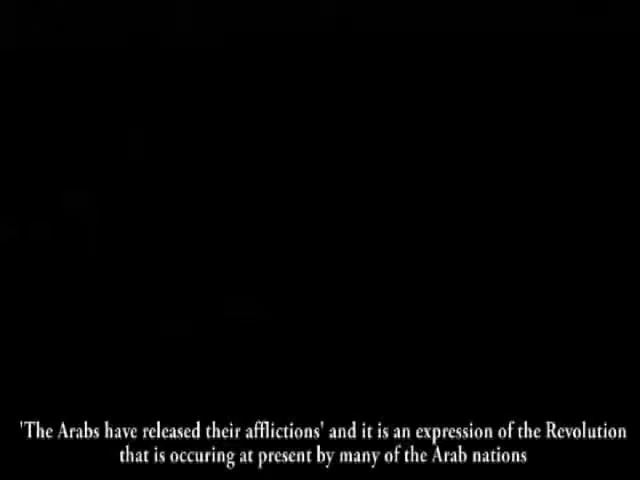 'The Arabs have released their afflictions' and it is an expression of the Revolution
that is occuring at present by many of the Arab nations